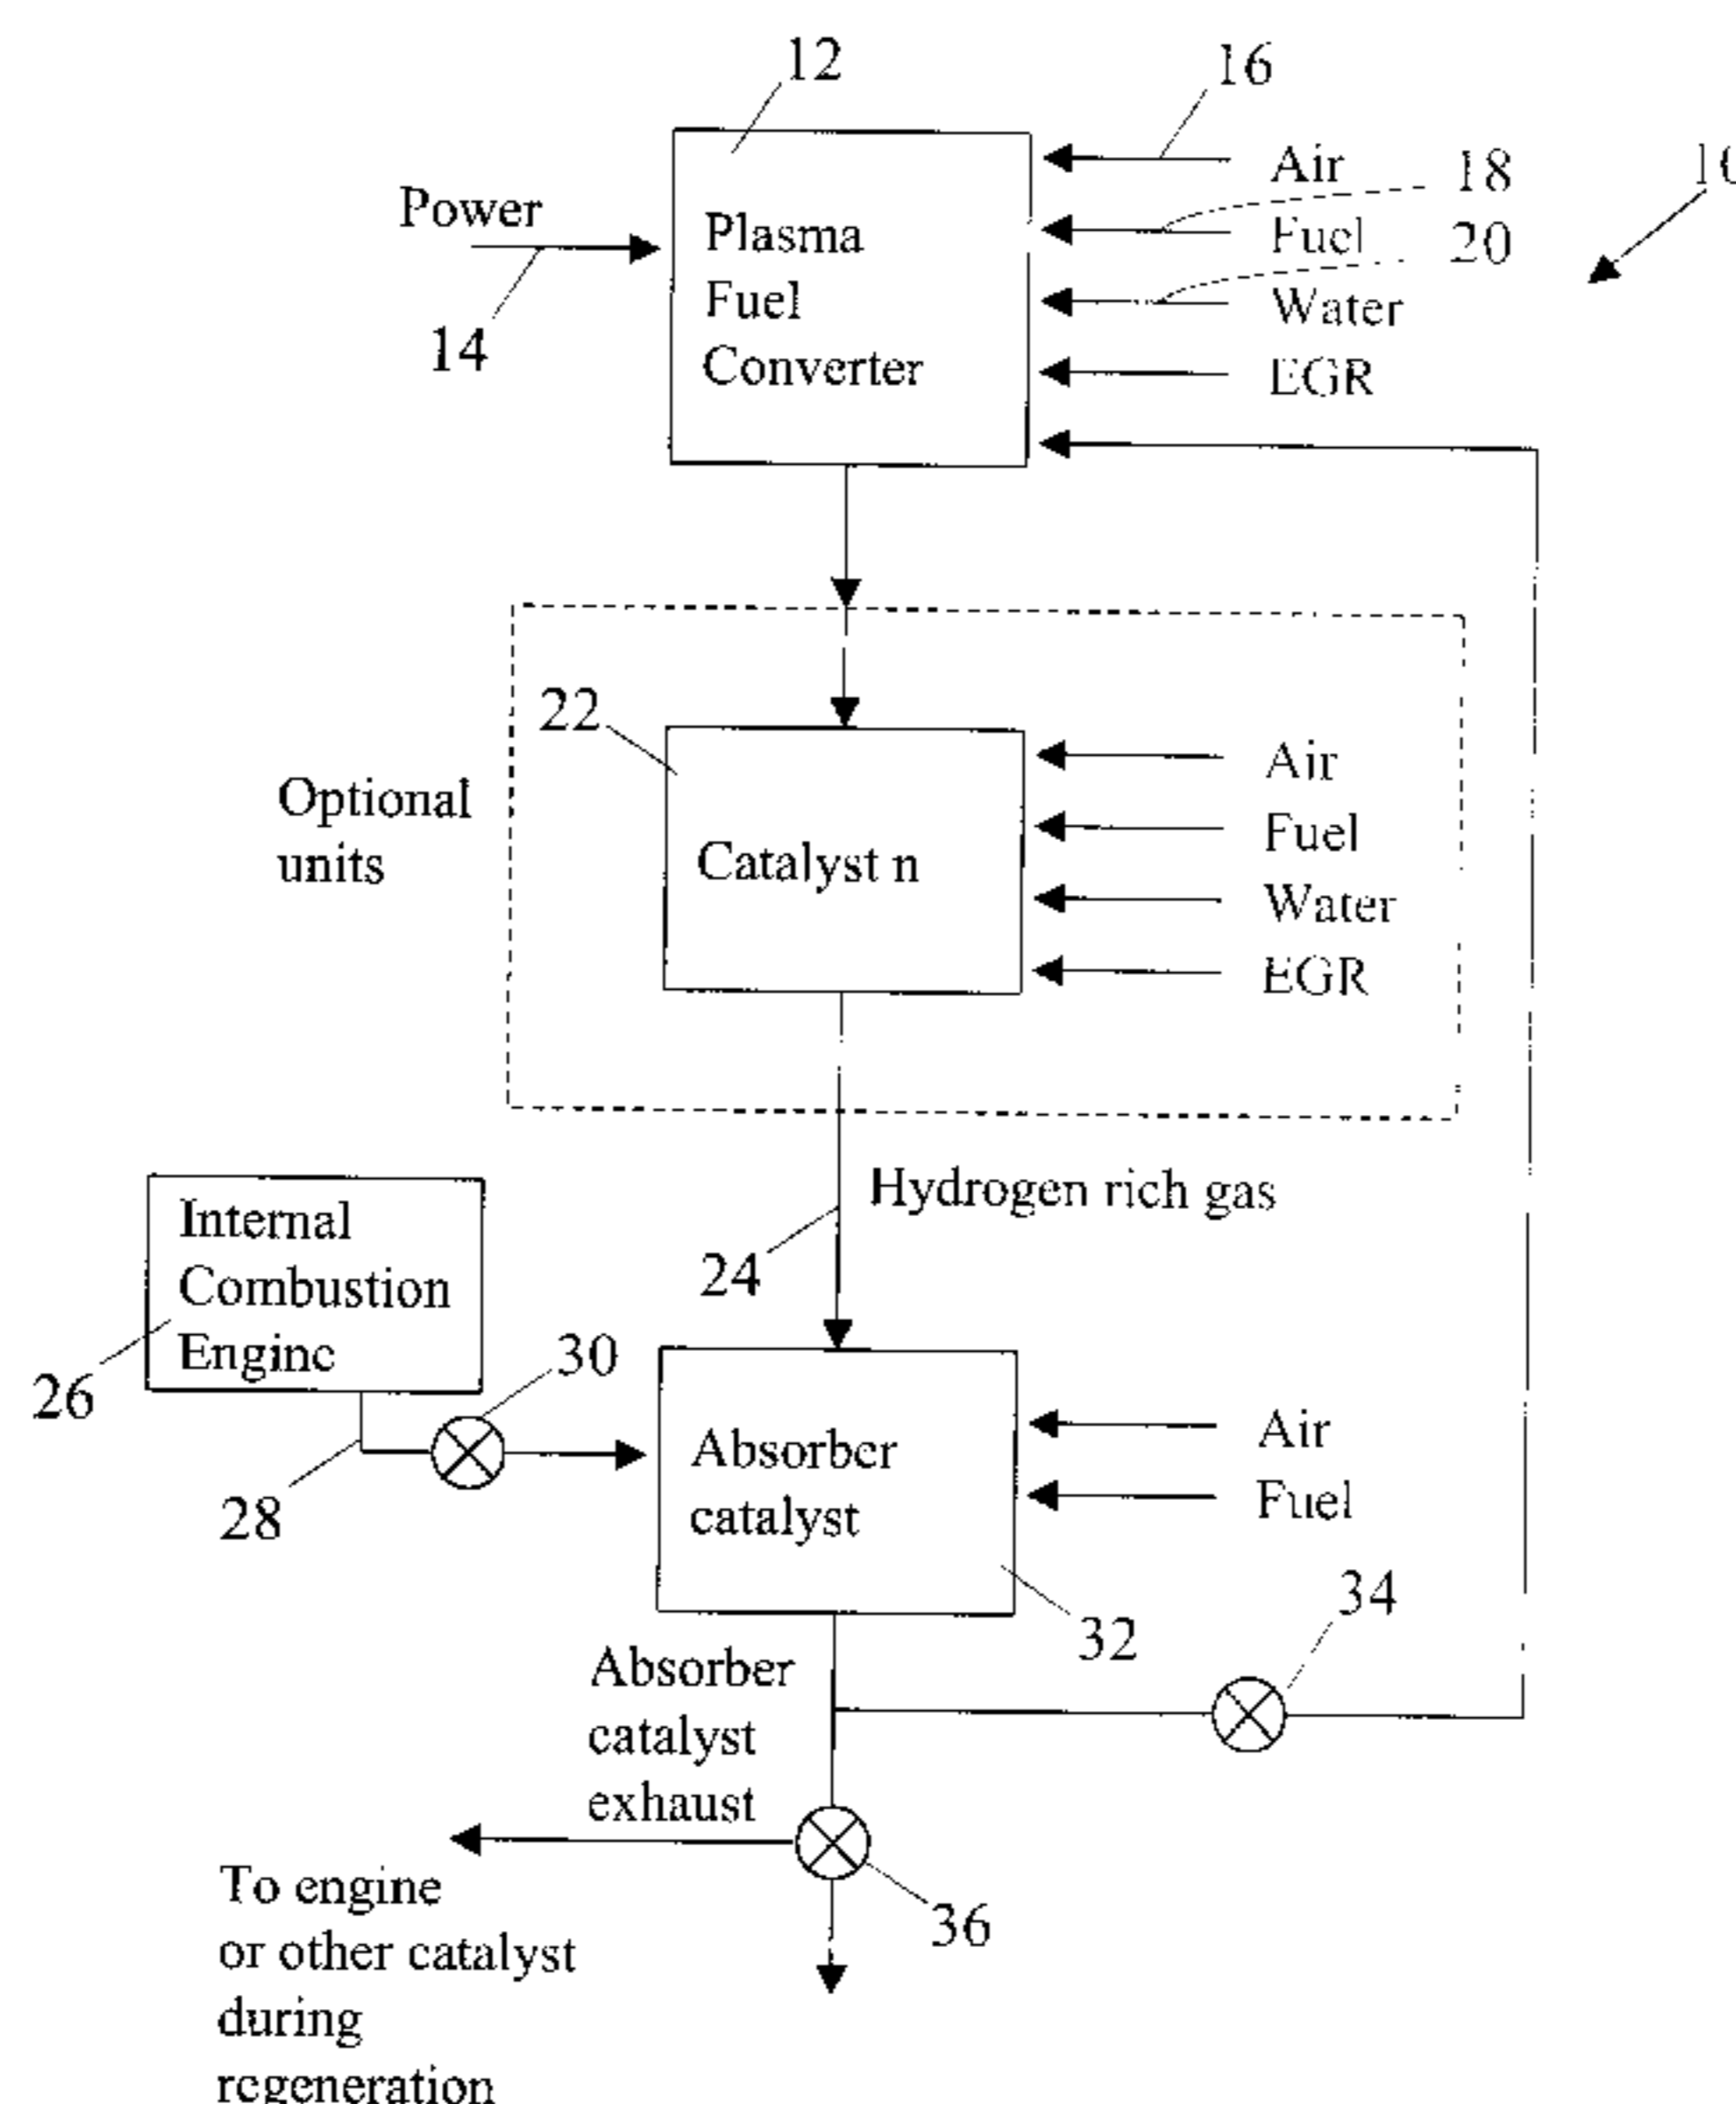 12
16
Air
18
Power
Plasma
Fuel
20
Fuel
Water
14
Converter
EGR
22
Air
Optional
units
Fuel
Catalyst n
Water
EGR
Hydrogen rich gas
24
Internal
Combustion
Engine
26
30
28
Absorber
catalyst
Air
Fuel
32
34
Absorber
catalyst
exhaust
36
To engine
or other catalyst
during
regeneration